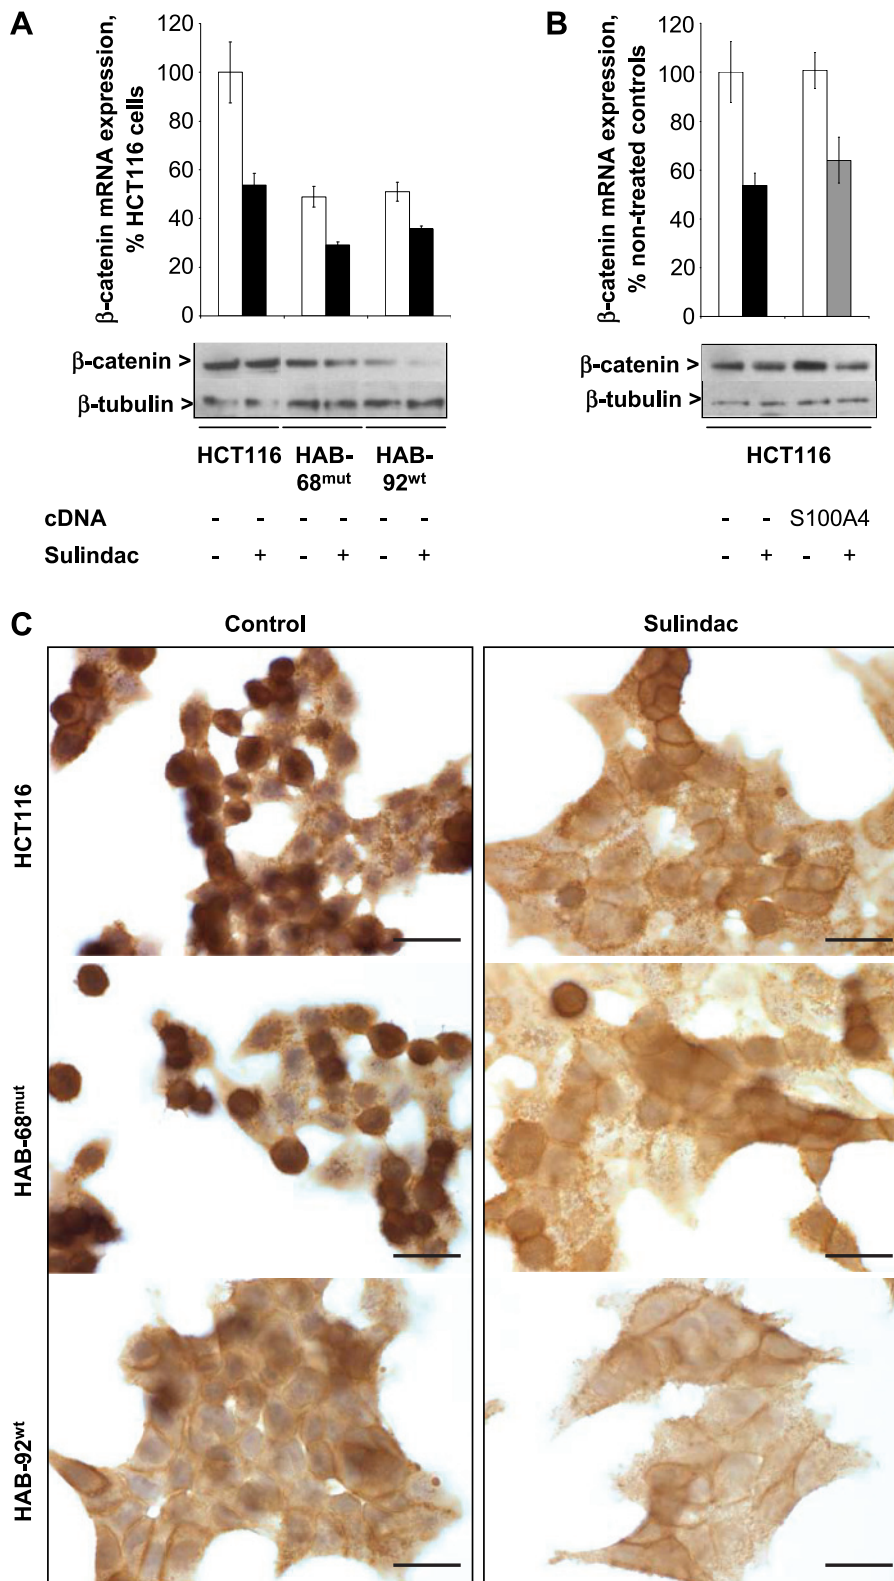 A
β-catenin mRNA expression,
% HCT116 cells
120
100
80
60
40
20
0
β-catenin >
β-tubulin >
HCT116 HAB-68mut HAB-92wt
cDNA - - - - - -
Sulindac - + - + - +
B
β-catenin mRNA expression,
% non-treated controls
120
100
80
60
40
20
0
β-catenin >
β-tubulin >
HCT116
- - S100A4
- + - +
C
Control Sulindac
HCT116
HAB-68mut
HAB-92wt